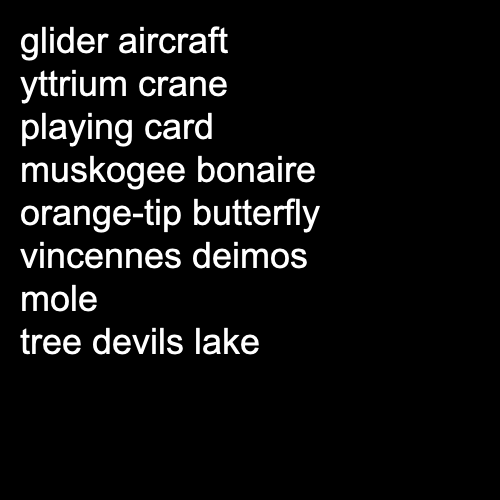 glider aircraft
yttrium crane
playing card
muskogee bonaire
orange-tip butterfly
vincennes deimos
mole
tree devils lake